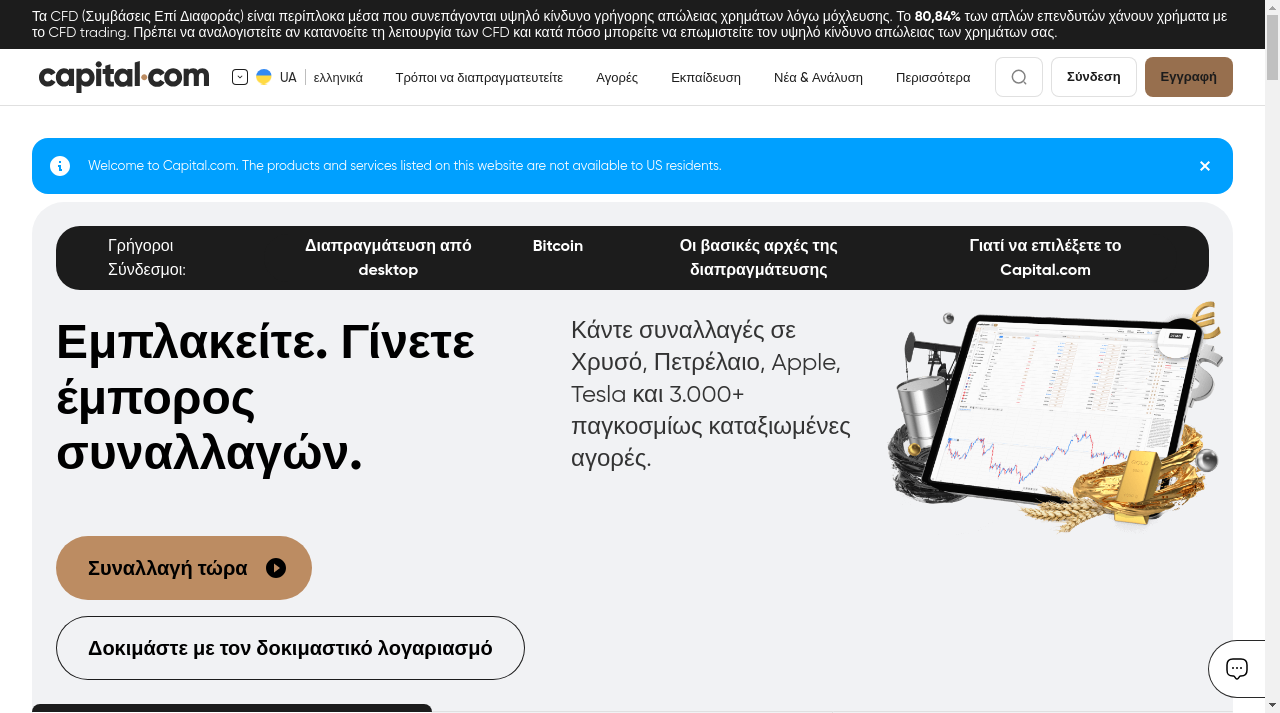 Τα CFD (Συμβάσεις Επί Διαφοράς) είναι περίπλοκα μέσα που συνεπάγονται υψηλό κίνδυνο γρήγορης απώλειας χρημάτων λόγω μόχλευσης. Το 80,84% των απλών επενδυτών χάνουν χρήματα με
το CFD trading. Πρέπει να αναλογιστείτε αν κατανοείτε τη λειτουργία των CFD και κατά πόσο μπορείτε να επωμιστείτε τον υψηλό κίνδυνο απώλειας των χρημάτων σας.
capital.com UA ελληνικά Τρόποι να διαπραγματευτείτε Αγορές Εκπαίδευση Νέα & Ανάλυση Περισσότερα Σύνδεση Εγγραφή
Welcome to Capital.com. The products and services listed on this website are not available to US residents.
Γρήγοροι
Σύνδεσμοι:
Διαπραγμάτευση από
desktop
Bitcoin
Οι βασικές αρχές της
διαπραγμάτευσης
Γιατί να επιλέξετε το
Capital.com
Εμπλακείτε. Γίνετε
έμπορος
συναλλαγών.
Κάντε συναλλαγές σε
Χρυσό, Πετρέλαιο, Apple,
Tesla και 3.000+
παγκοσμίως καταξιωμένες
αγορές.
Συναλλαγή τώρα
Δοκιμάστε με τον δοκιμαστικό λογαριασμό